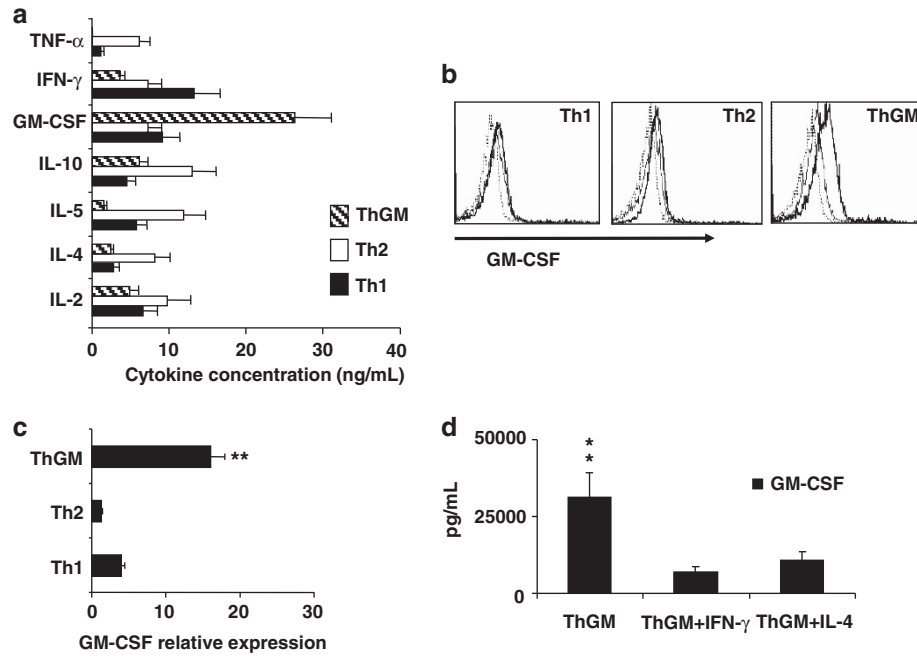 a
TNF-α
IFN-γ
GM-CSF
IL-10
IL-5
IL-4
IL-2
ThGM
Th2
Th1
0 10 20 30 40
Cytokine concentration (ng/mL)
b
Th1 Th2 ThGM
GM-CSF
c
ThGM **
Th2
Th1
0 10 20 30
GM-CSF relative expression
d
50000
25000
0
pg/mL
*
*
GM-CSF
ThGM ThGM+IFN-γ ThGM+IL-4